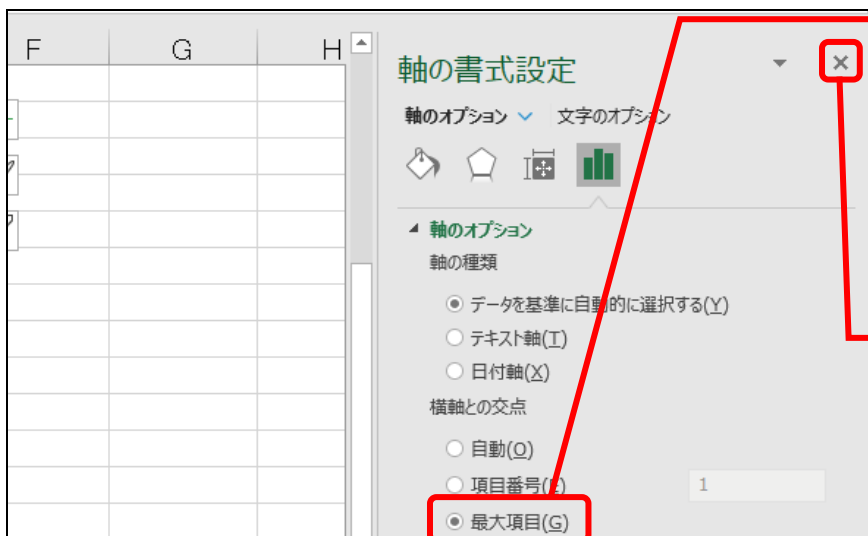 F G H
軸の書式設定
軸のオプション 文字のオプション
軸のオプション
軸の種類
データを基準に自動的に選択する(Y)
テキスト軸(T)
日付軸(X)
横軸との交点
自動(O)
項目番号(E) 1
最大項目(G)